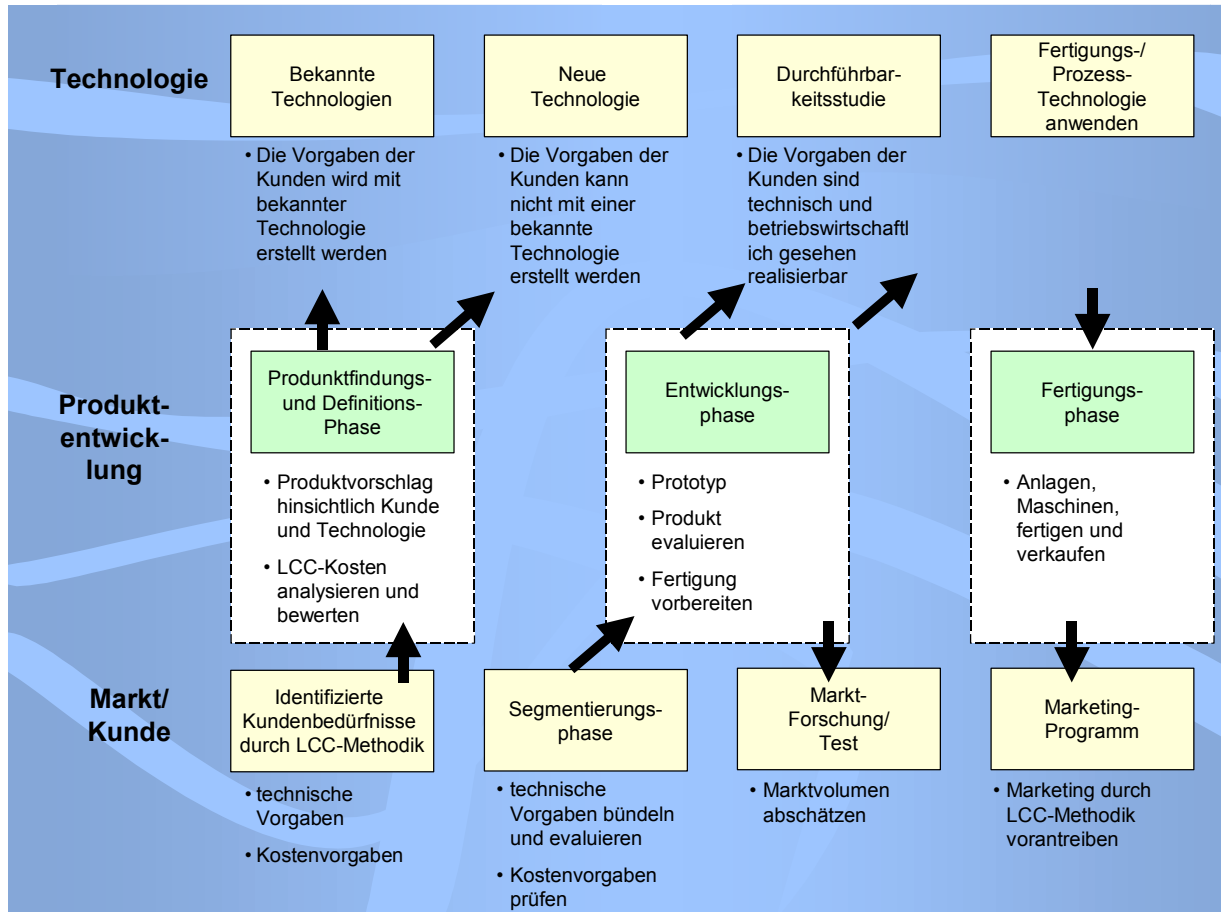 Technologie
Bekannte
Technologien
Neue
Technologie
Durchführbar-
keitsstudie
Fertigungs-/
Prozess-
Technologie
anwenden
• Die Vorgaben der
Kunden wird mit
bekannter
Technologie
erstellt werden
• Die Vorgaben der
Kunden kann
nicht mit einer
bekannte
Technologie
erstellt werden
• Die Vorgaben der
Kunden sind
technisch und
betriebswirtschaftl
ich gesehen
realisierbar
Produkt-
entwick-
lung
Produnktfindungs-
und Definitions-
Phase
• Produktvorschlag
hinsichtlich Kunde
und Technologie
• LCC-Kosten
analysieren und
bewerten
Entwicklungs-
phase
• Prototyp
• Produkt
evaluieren
• Fertigung
vorbereiten
Fertigungs-
phase
• Anlagen,
Maschinen,
fertigen und
verkaufen
Markt/
Kunde
Identifizierte
Kundenbedürfnisse
durch LCC-Methodik
• technische
Vorgaben
• Kostenvorgaben
Segmentierungs-
phase
• technische
Vorgaben bündeln
und evaluieren
• Kostenvorgaben
prüfen
Markt-
Forschung/
Test
• Marktvolumen
abschätzen
Marketing-
Programm
• Marketing durch
LCC-Methodik
vorantreiben